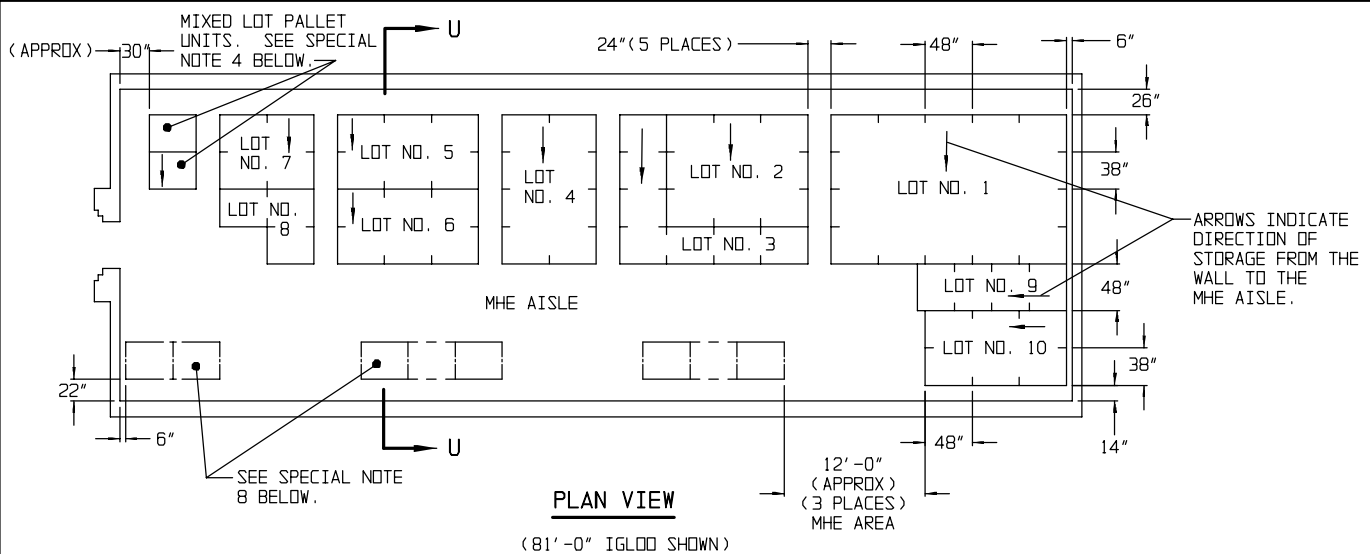 MIXED LOT PALLET
UNITS. SEE SPECIAL
NOTE 4 BELOW.
(APPROX)
30"
U
24"(5 PLACES)
48"
6"
26"
LOT
NO. 7
LOT NO. 5
LOT
NO. 4
LOT NO. 2
LOT NO. 1
38"
LOT NO.
8
LOT NO. 6
LOT NO. 3
ARROWS INDICATE
DIRECTION OF
STORAGE FROM THE
WALL TO THE
MHE AISLE.
LOT NO. 9
48"
MHE AISLE
LOT NO. 10
38"
22"
6"
U
48"
14"
SEE SPECIAL NOTE
8 BELOW.
12'-0"
(APPROX)
(3 PLACES)
MHE AREA
PLAN VIEW
(81'-0" IGLOO SHOWN)